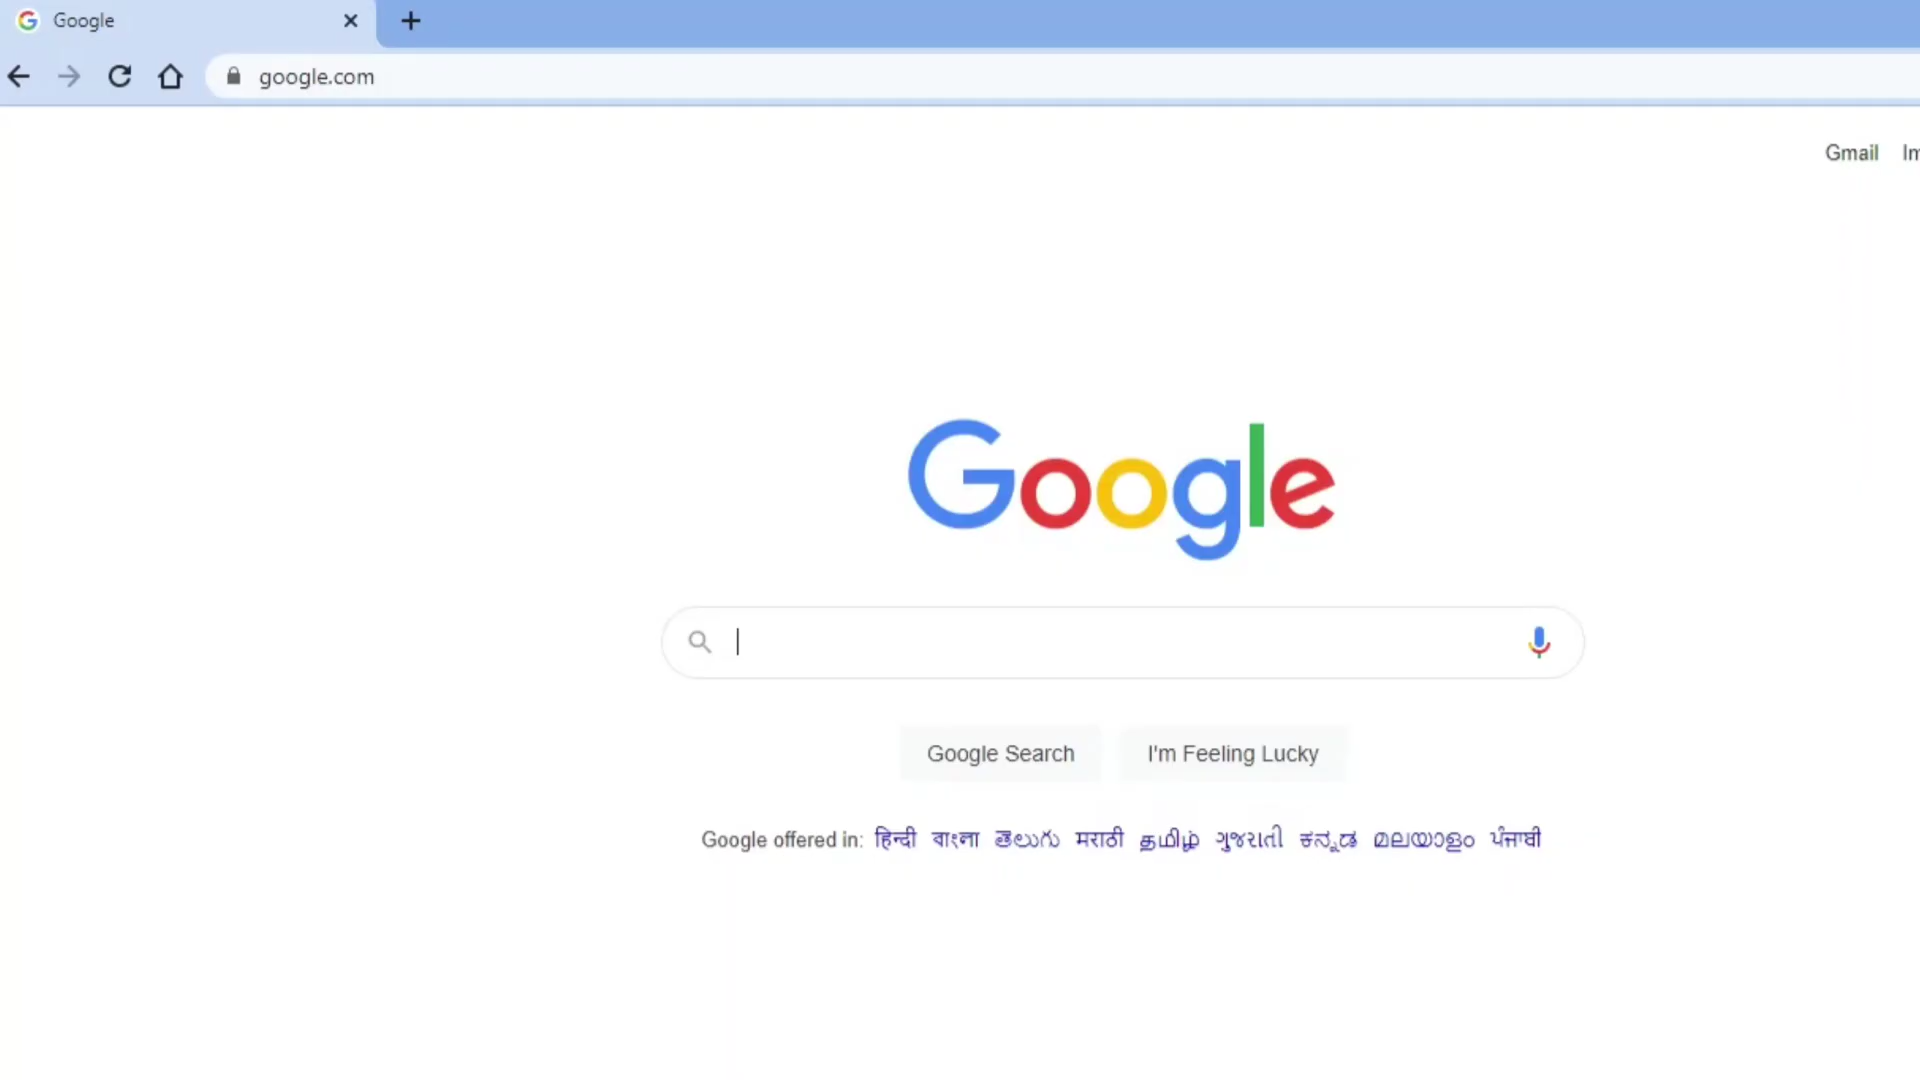 Google
google.com
Gmail
Google
Google Search I'm Feeling Lucky
Google offered in: हिन्दी বাংলা తెలుగు मराठी தமிழ் ગુજરાતી ಕನ್ನಡ മലയാളം ਪੰਜਾਬੀ